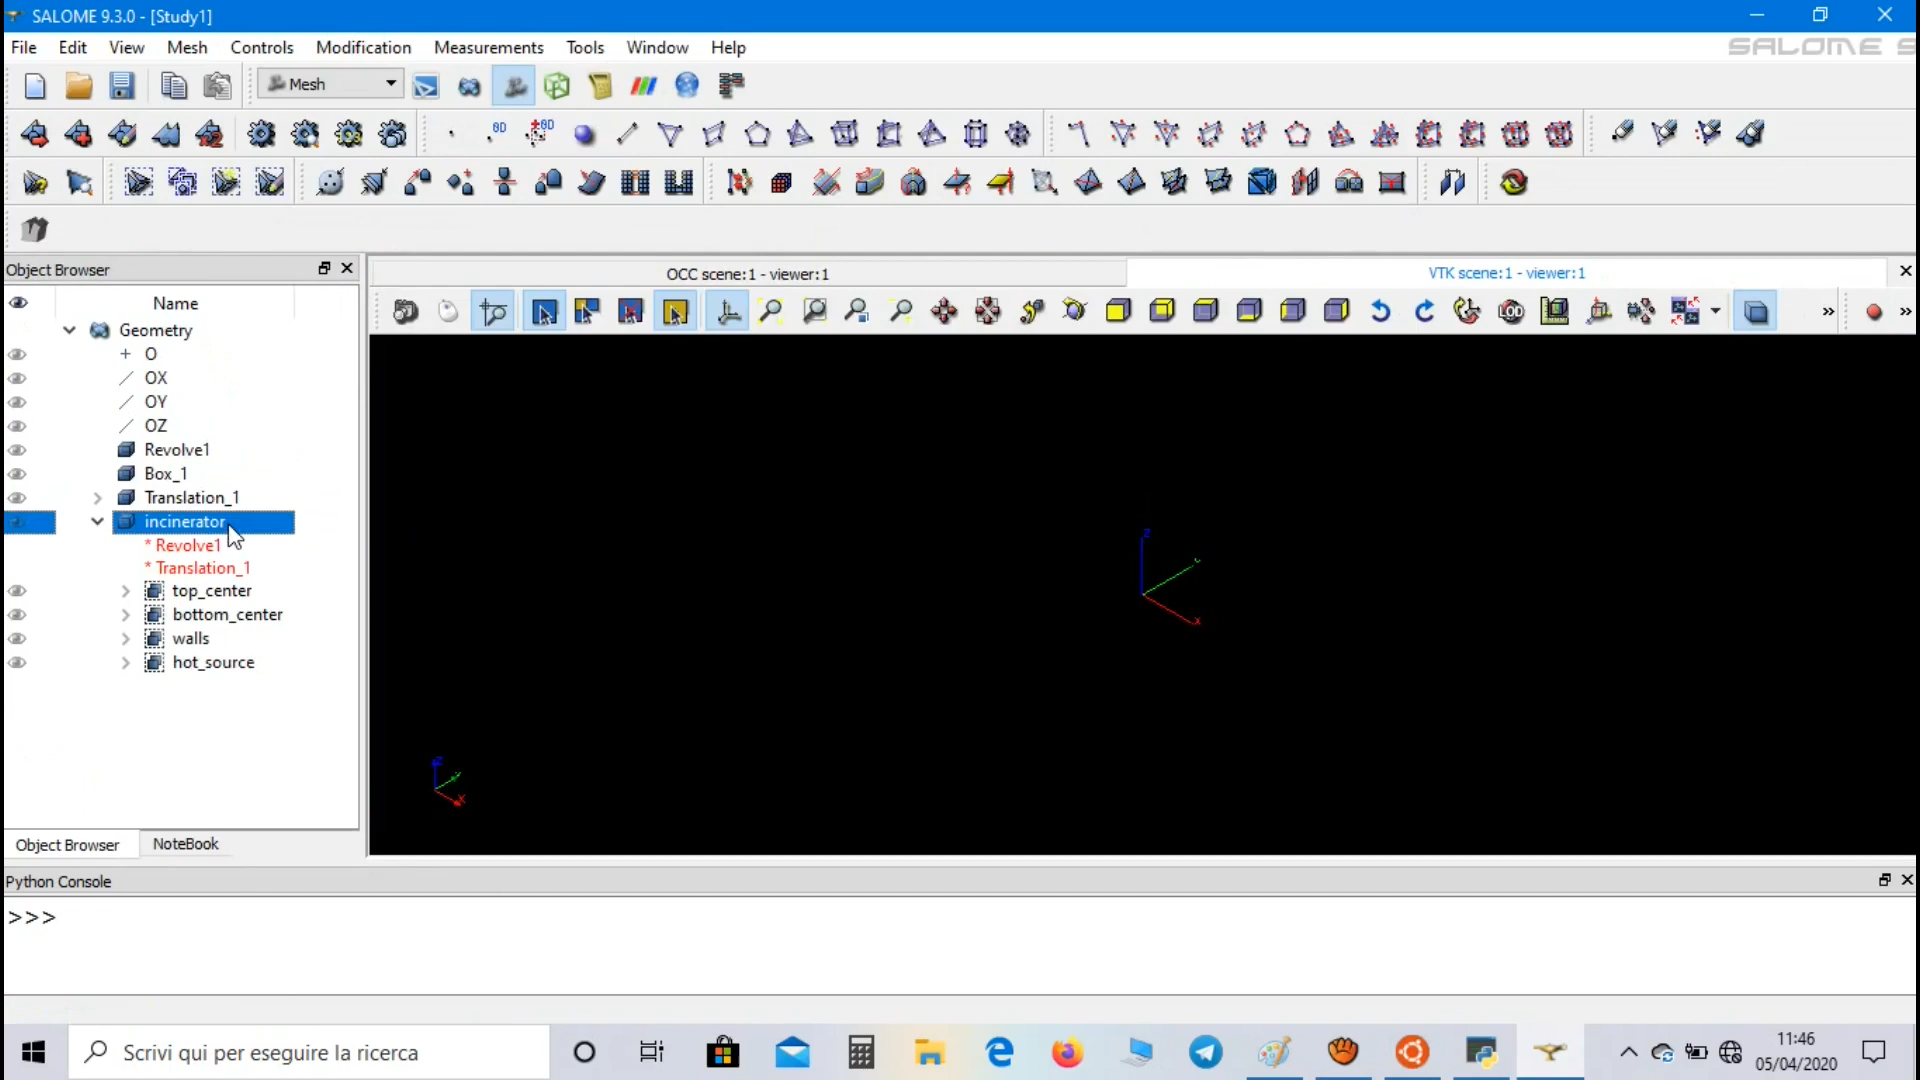 SALOME 9.3.0 - [Study1]
File Edit View Mesh Controls Modification Measurements Tools Window Help
SALOME
Mesh
0D
0D
Object Browser
OCC scene:1 - viewer:1
VTK scene:1 - viewer:1
Name
LOD
Geometry
O
OX
OY
OZ
Revolve1
Box_1
Translation_1
incinerator
* Revolve1
* Translation_1
top_center
bottom_center
walls
hot_source
Z
Y
X
Z
Y
X
Object Browser NoteBook
Python Console
>>>
Scrivi qui per eseguire la ricerca
11:46
05/04/2020